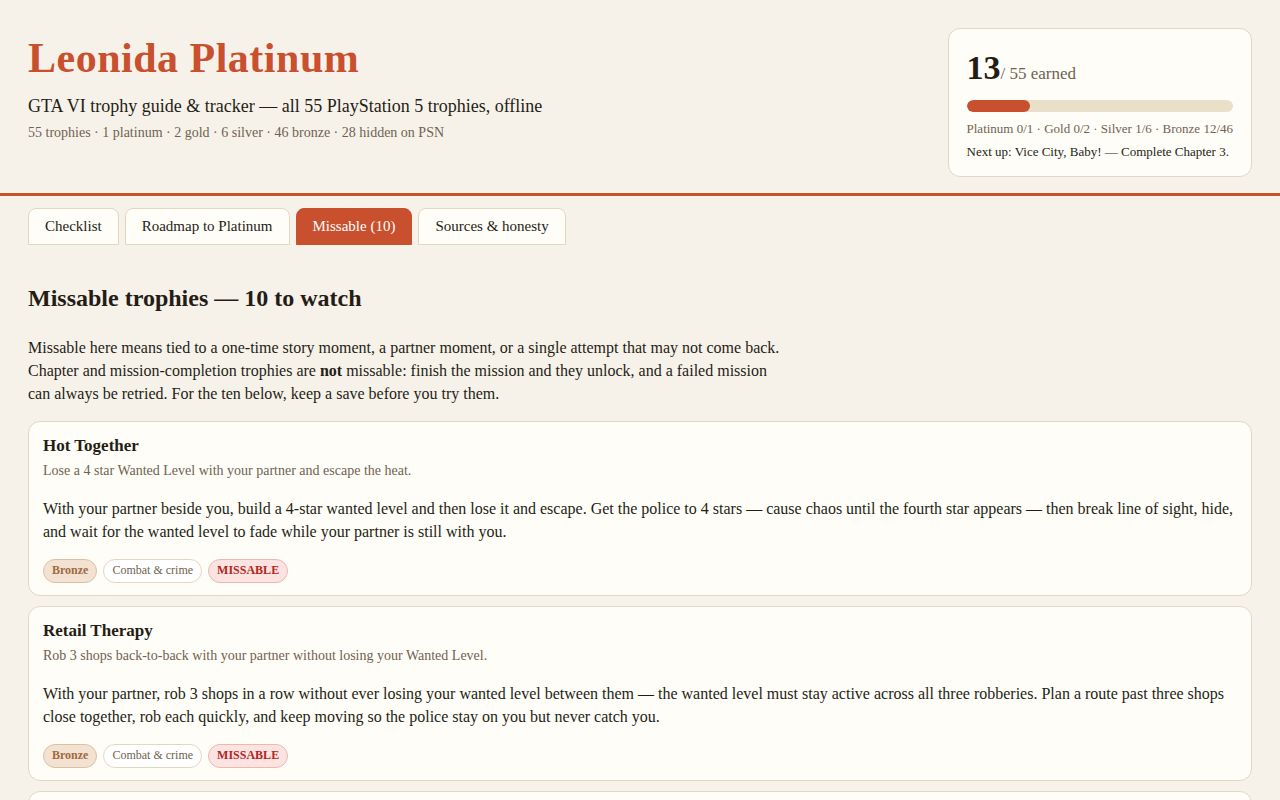 Leonida Platinum
GTA VI trophy guide & tracker — all 55 PlayStation 5 trophies, offline
55 trophies · 1 platinum · 2 gold · 6 silver · 46 bronze · 28 hidden on PSN
13/ 55 earned
Platinum 0/1 · Gold 0/2 · Silver 1/6 · Bronze 12/46
Next up: Vice City, Baby! — Complete Chapter 3.
Checklist
Roadmap to Platinum
Missable (10)
Sources & honesty
Missable trophies — 10 to watch
Missable here means tied to a one-time story moment, a partner moment, or a single attempt that may not come back.
Chapter and mission-completion trophies are not missable: finish the mission and they unlock, and a failed mission
can always be retried. For the ten below, keep a save before you try them.
Hot Together
Lose a 4 star Wanted Level with your partner and escape the heat.
With your partner beside you, build a 4-star wanted level and then lose it and escape. Get the police to 4 stars — cause chaos until the fourth star appears — then break line of sight, hide,
and wait for the wanted level to fade while your partner is still with you.
Bronze
Combat & crime
MISSABLE
Retail Therapy
Rob 3 shops back-to-back with your partner without losing your Wanted Level.
With your partner, rob 3 shops in a row without ever losing your wanted level between them — the wanted level must stay active across all three robberies. Plan a route past three shops
close together, rob each quickly, and keep moving so the police stay on you but never catch you.
Bronze
Combat & crime
MISSABLE